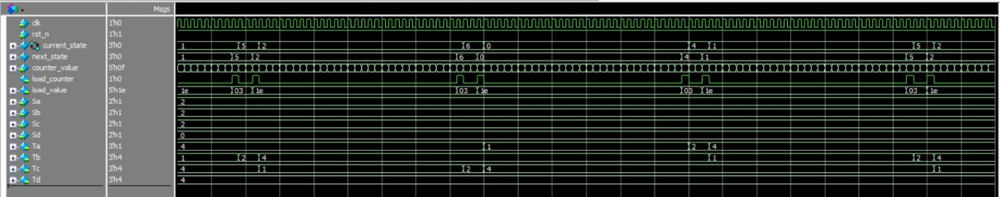 Msgs
clk 1'h0
rst_n 1'h1
current_state 3'h0 1 5 2 6 0 4 1 5 2
next_state 3'h0 1 5 2 6 0 4 1 5 2
counter_value 5'h0f
load_counter 1'h0
load_value 5'h1e 1e 03 1e 03 1e 03 1e 03 1e
Sa 2'h1 2
Sb 2'h1 2
Sc 2'h1 2
Sd 2'h1 0
Ta 3'h1 4 1 2 4
Tb 3'h4 1 2 4 1 2 4
Tc 3'h4 4 1 2 4 1
Td 3'h4 4